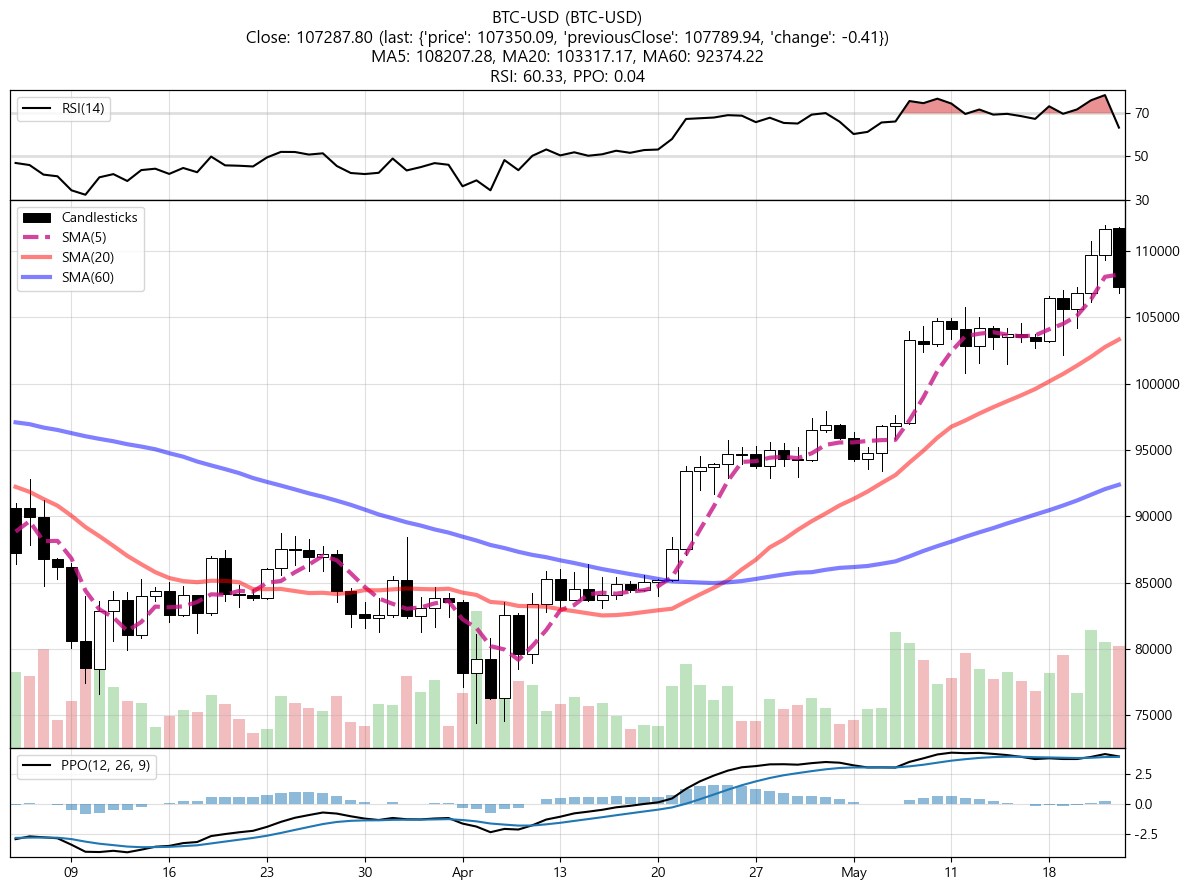 BTC-USD (BTC-USD)
Close: 107287.80 (last: {'price': 107350.09, 'previousClose': 107789.94, 'change': -0.41})
MA5: 108207.28, MA20: 103317.17, MA60: 92374.22
RSI: 60.33, PPO: 0.04
RSI(14)
70
50
30
Candlesticks
SMA(5)
SMA(20)
SMA(60)
110000
105000
100000
95000
90000
85000
80000
75000
PPO(12, 26, 9)
2.5
0.0
-2.5
09 16 23 30 Apr 13 20 27 May 11 18